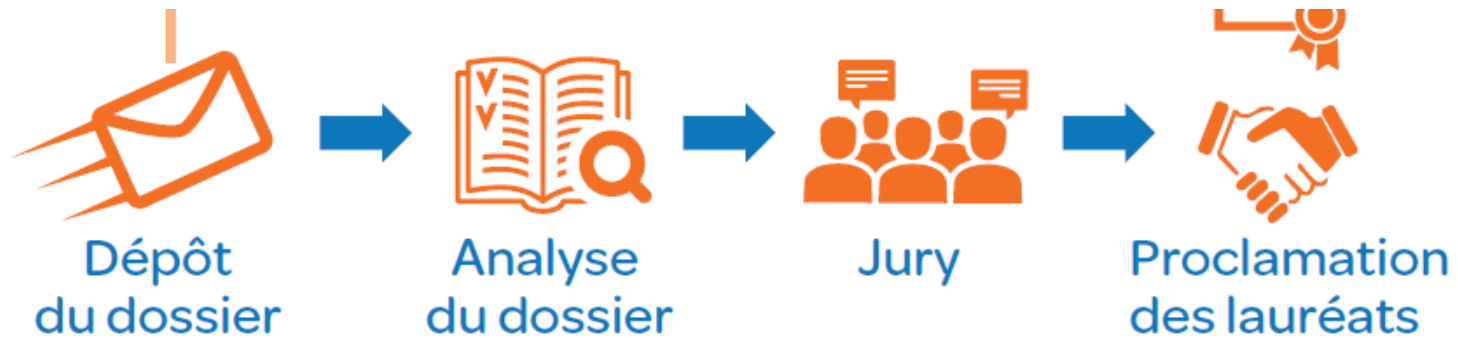 Dépôt
du dossier
Analyse
du dossier
Jury
Proclamation
des lauréats